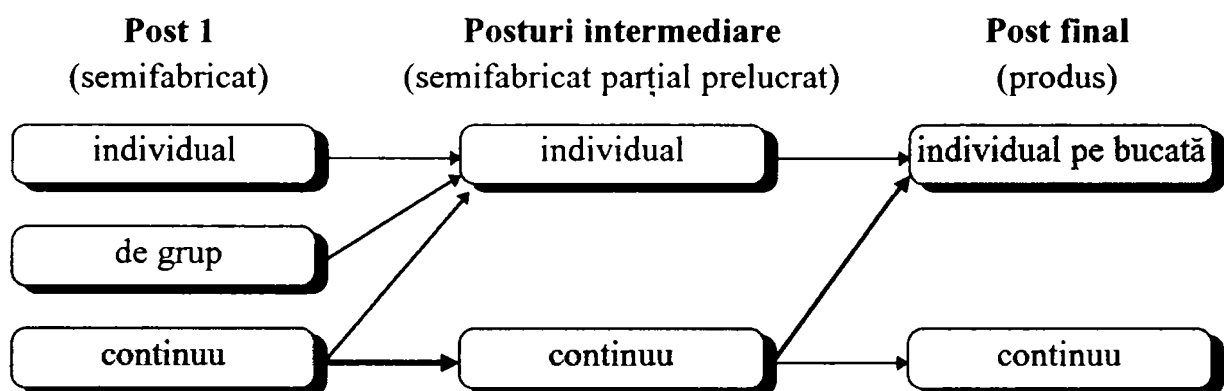 Post 1
(semifabricat)
Posturi intermediare
(semifabricat parțial prelucrat)
Post final
(produs)
individual
individual
individual pe bucată
de grup
continuu
continuu
continuu